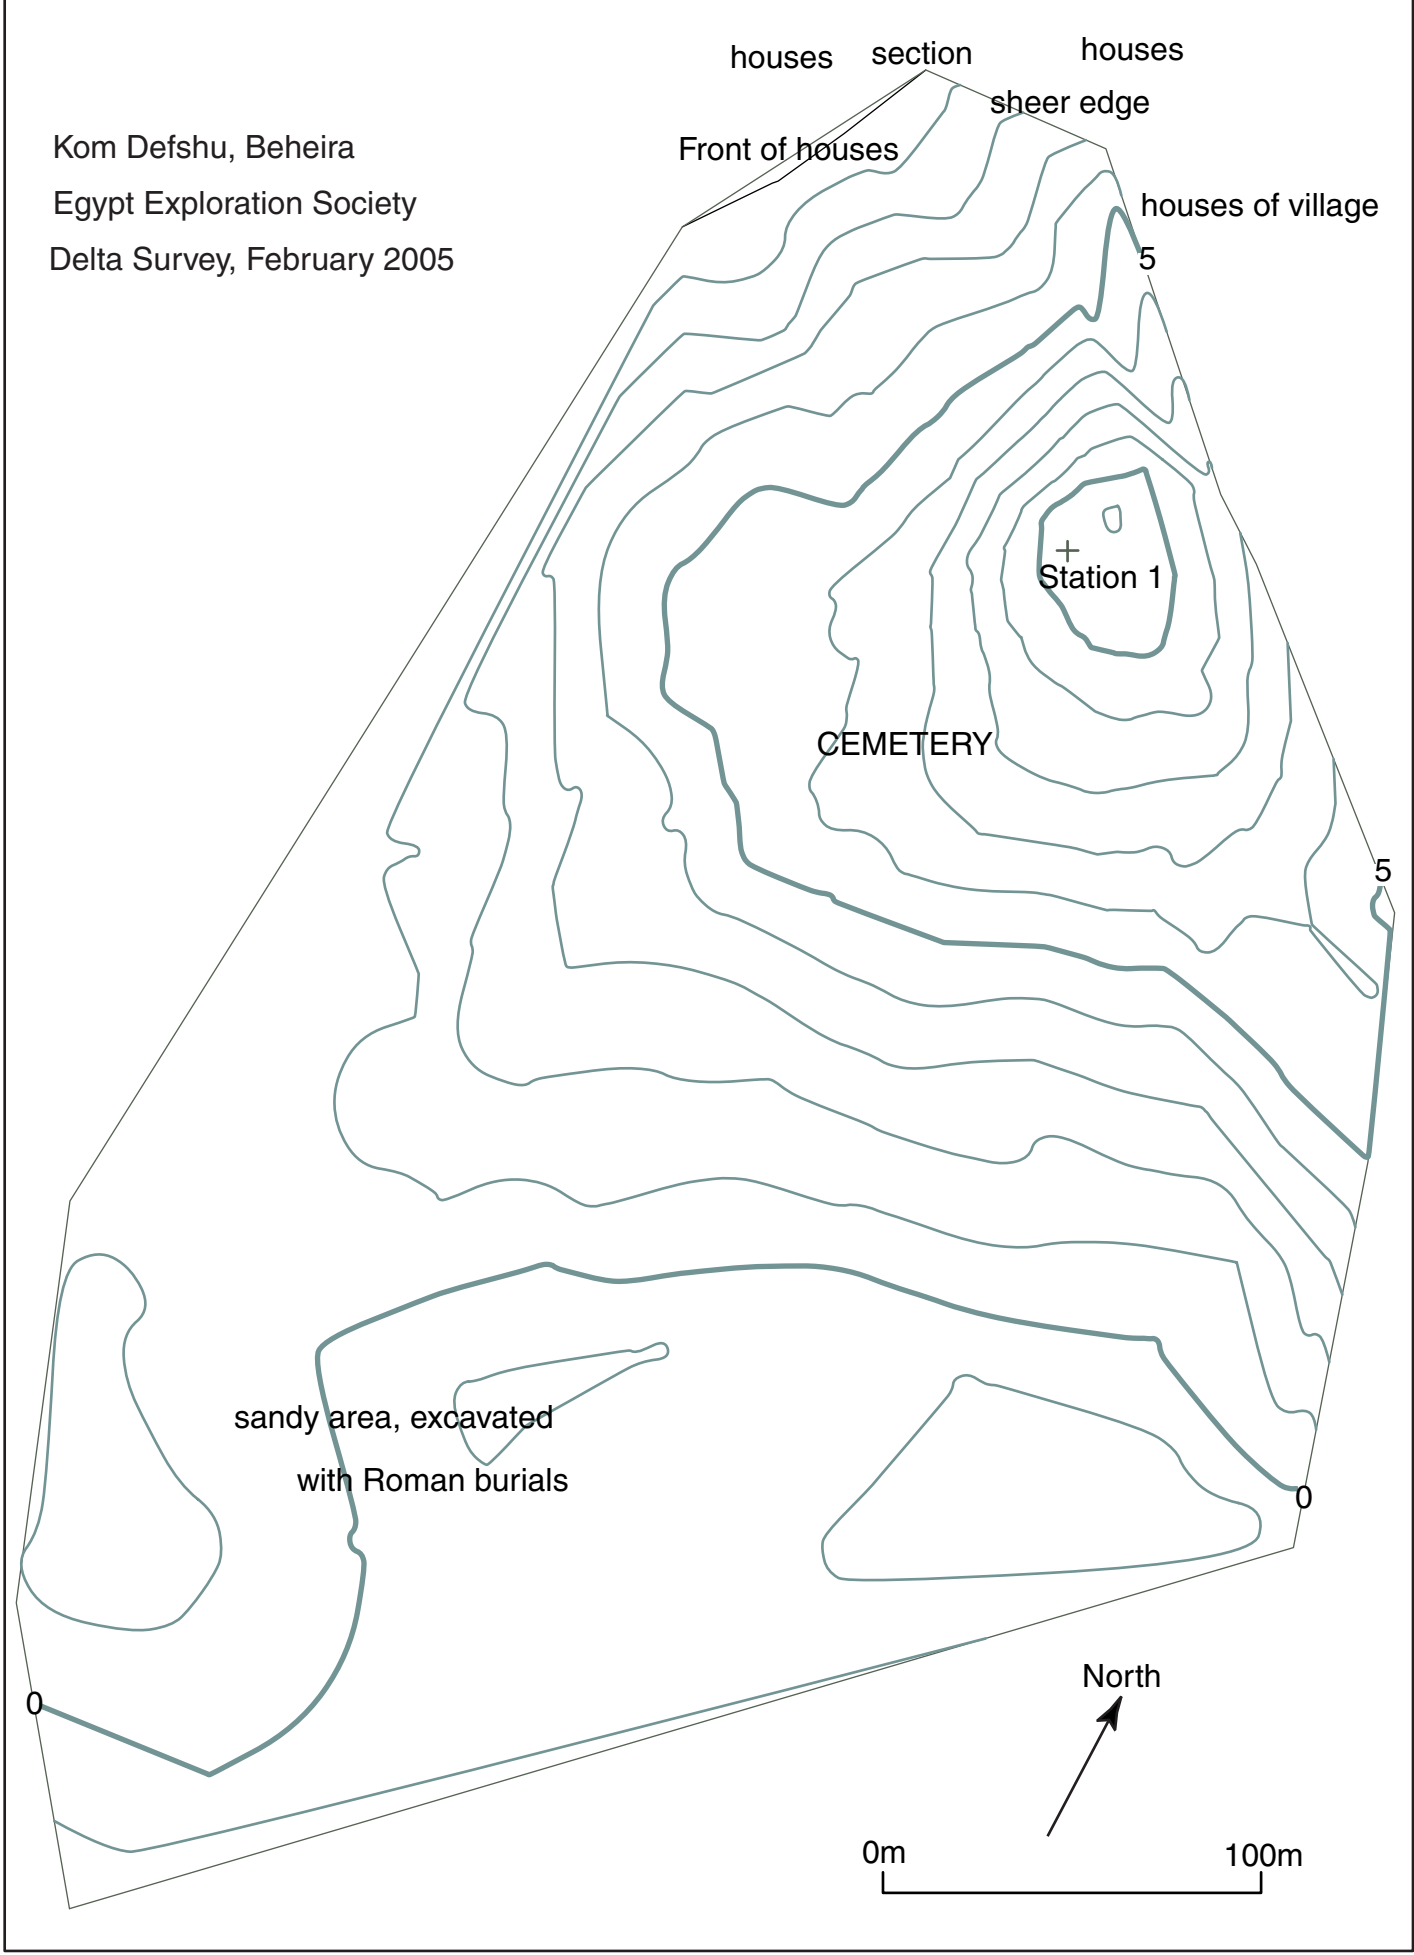 houses section houses
sheer edge
Kom Defshu, Beheira
Front of houses
Egypt Exploration Society
houses of village
Delta Survey, February 2005
5
Station 1
CEMETERY
5
sandy area, excavated
with Roman burials
0
North
0
0m 100m